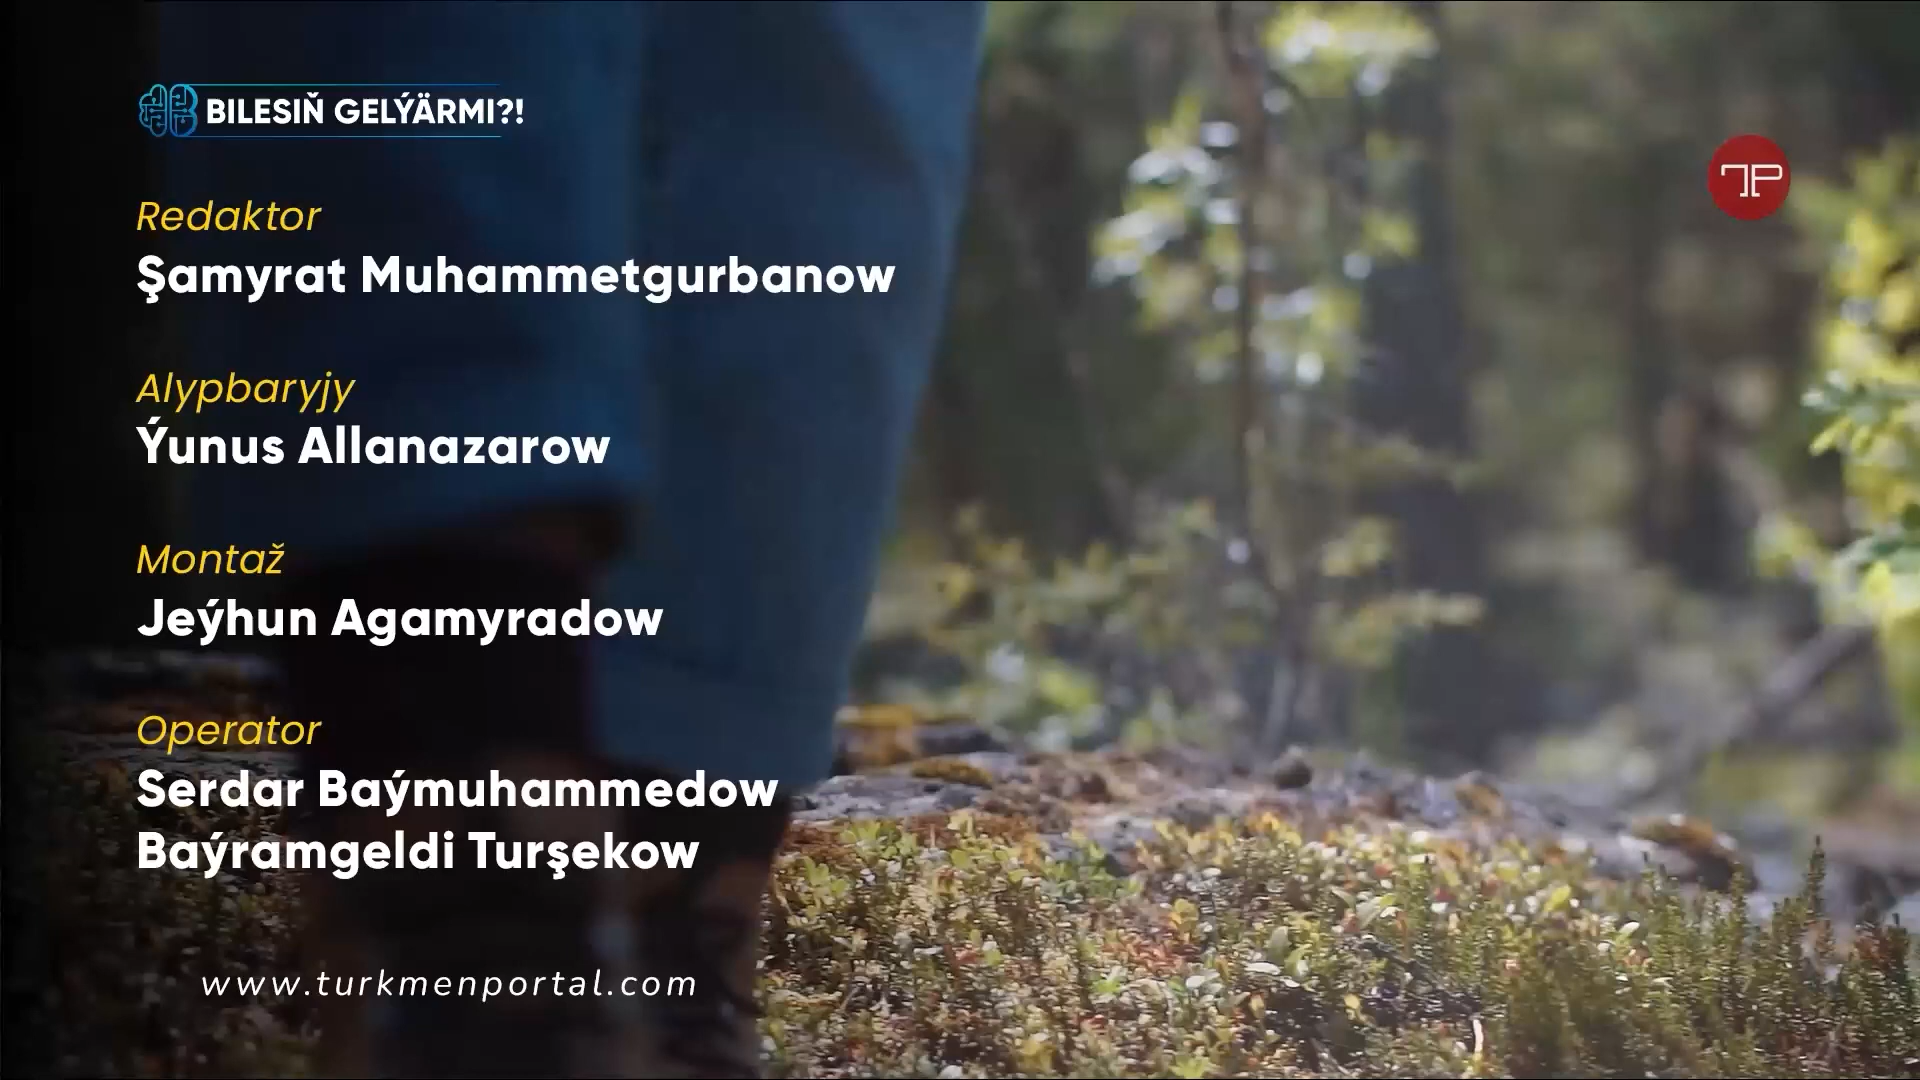 BILESIŇ GELÝÄRMI?!
TP
Redaktor
Şamyrat Muhammetgurbanow
Alypbaryjy
Ýunus Allanazarow
Montaž
Jeýhun Agamyradow
Operator
Serdar Baýmuhammedow
Baýramgeldi Turşekow
www.turkmenportal.com